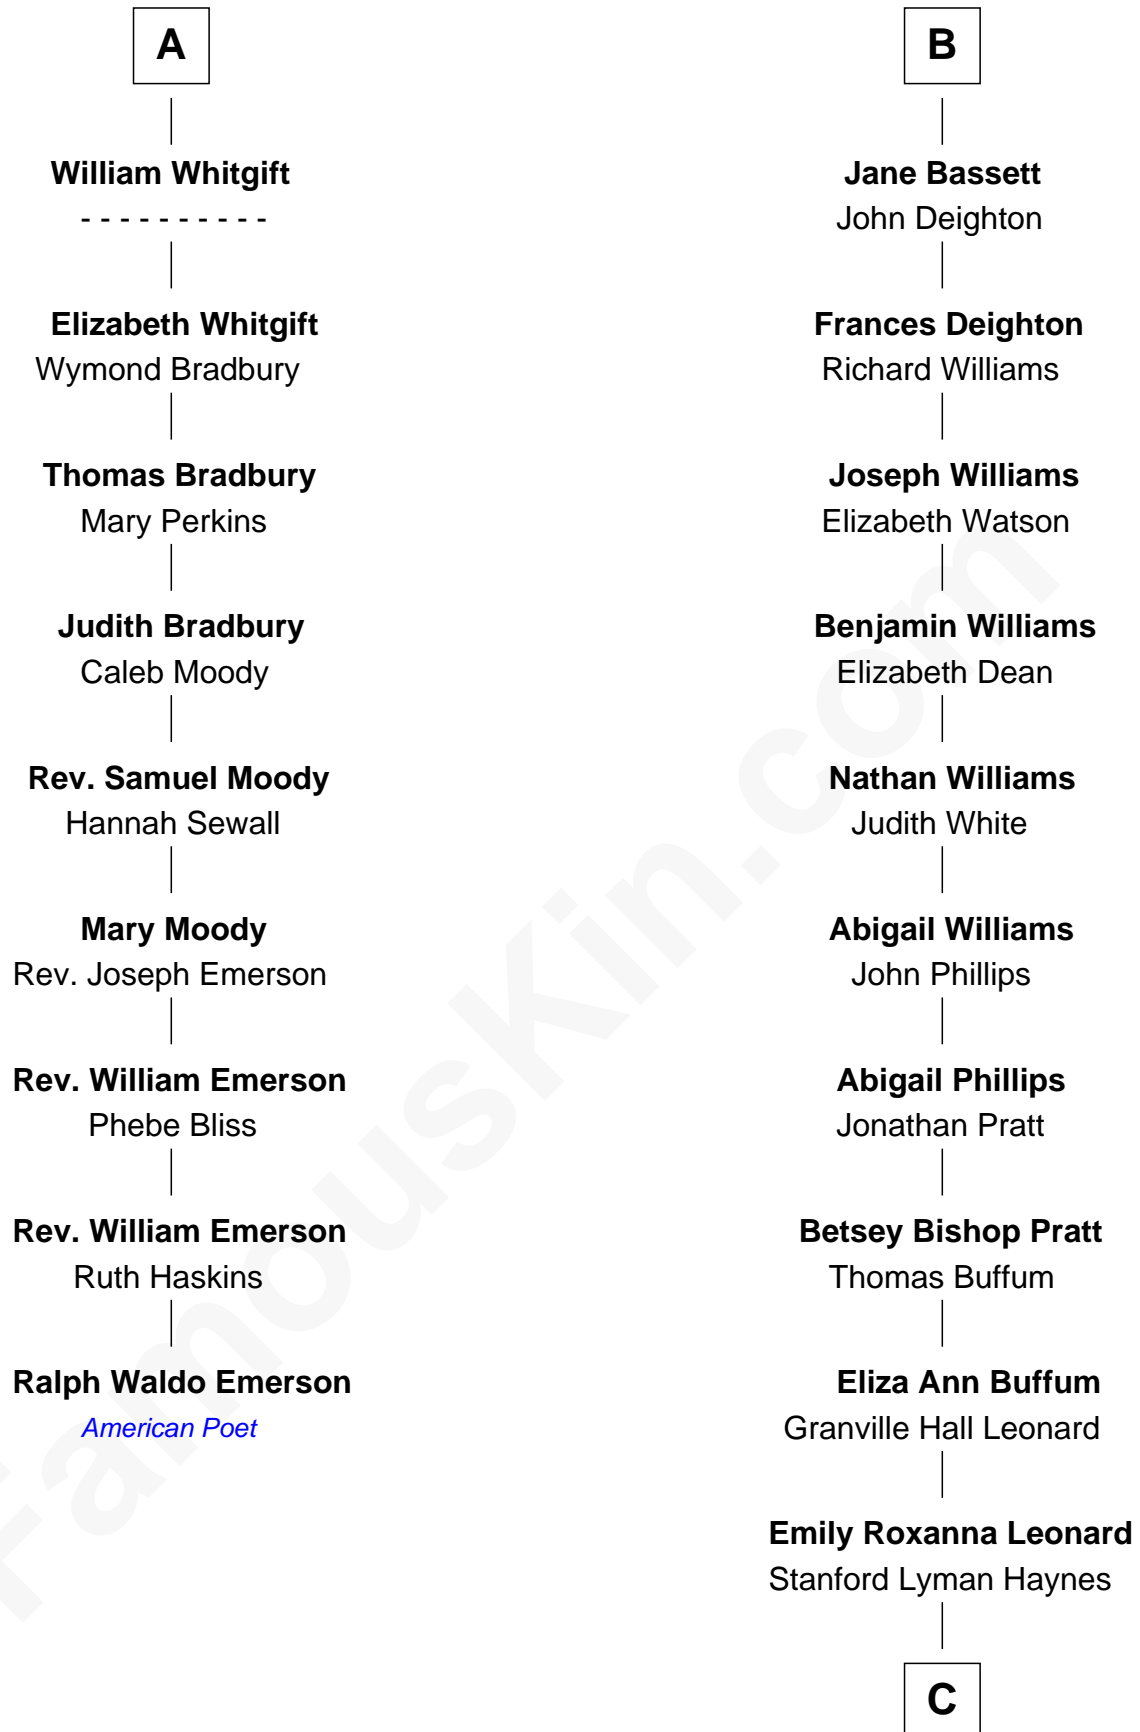 A
William Whitgift
- - - - - - - - - -
Elizabeth Whitgift
Wymond Bradbury
Thomas Bradbury
Mary Perkins
Judith Bradbury
Caleb Moody
Rev. Samuel Moody
Hannah Sewall
Mary Moody
Rev. Joseph Emerson
Rev. William Emerson
Phebe Bliss
Rev. William Emerson
Ruth Haskins
Ralph Waldo Emerson
American Poet
B
Jane Bassett
John Deighton
Frances Deighton
Richard Williams
Joseph Williams
Elizabeth Watson
Benjamin Williams
Elizabeth Dean
Nathan Williams
Judith White
Abigail Williams
John Phillips
Abigail Phillips
Jonathan Pratt
Betsey Bishop Pratt
Thomas Buffum
Eliza Ann Buffum
Granville Hall Leonard
Emily Roxanna Leonard
Stanford Lyman Haynes
C
FamousKin.com